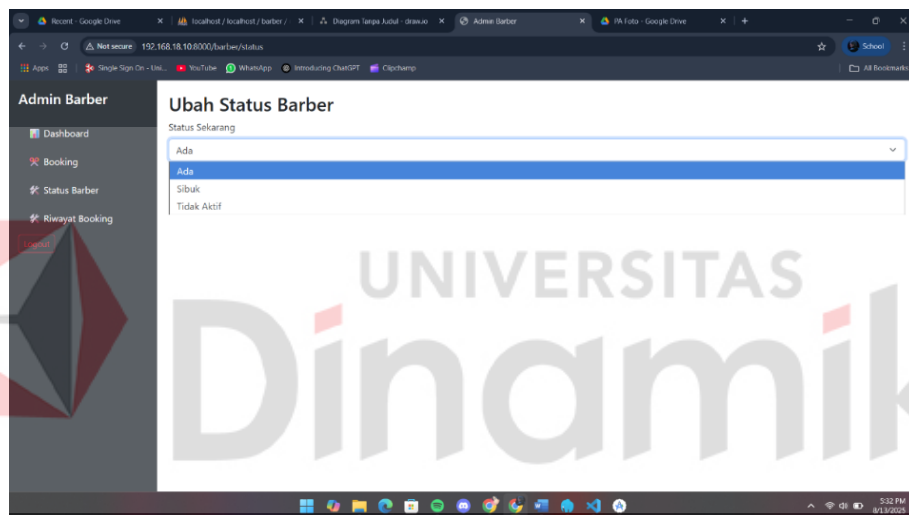 Recent - Google Drive
localhost / localhost / barber /
Diagram Tanpa Judul - draw.io
Admin Barber
PA Foto - Google Drive
Not secure 192.168.18.10:8000/barber/status
School
Apps
Single Sign On - Uni...
YouTube
WhatsApp
Introducing ChatGPT
Clipchamp
All Bookmarks
Admin Barber
Dashboard
Booking
Status Barber
Riwayat Booking
Logout
Ubah Status Barber
Status Sekarang
Ada
Ada
Sibuk
Tidak Aktif
UNIVERSITAS
Dinamik
5:32 PM
8/13/2025